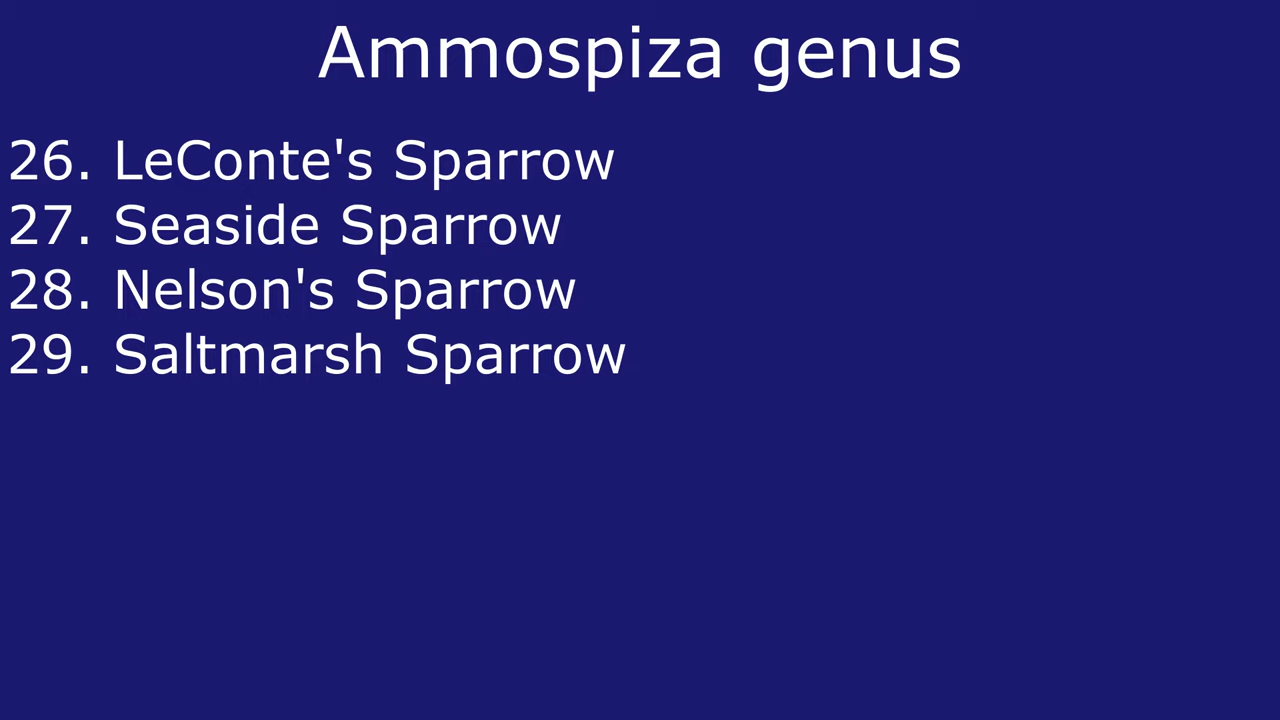 Ammospiza genus
26. LeConte's Sparrow
27. Seaside Sparrow
28. Nelson's Sparrow
29. Saltmarsh Sparrow